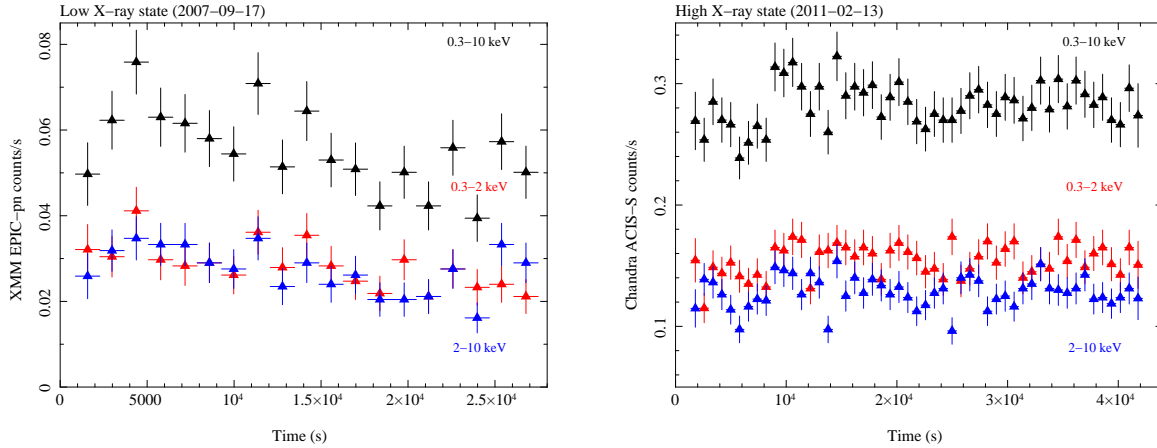 Low X−ray state (2007−09−17)
0.3−10 keV
0.3−2 keV
2−10 keV
XMM EPIC−pn counts/s
0 0.02 0.04 0.06 0.08
0 5000 10⁴ 1.5×10⁴ 2×10⁴ 2.5×10⁴
Time (s)
High X−ray state (2011−02−13)
0.3−10 keV
0.3−2 keV
2−10 keV
Chandra ACIS−S counts/s
0.1 0.2 0.3
0 10⁴ 2×10⁴ 3×10⁴ 4×10⁴
Time (s)